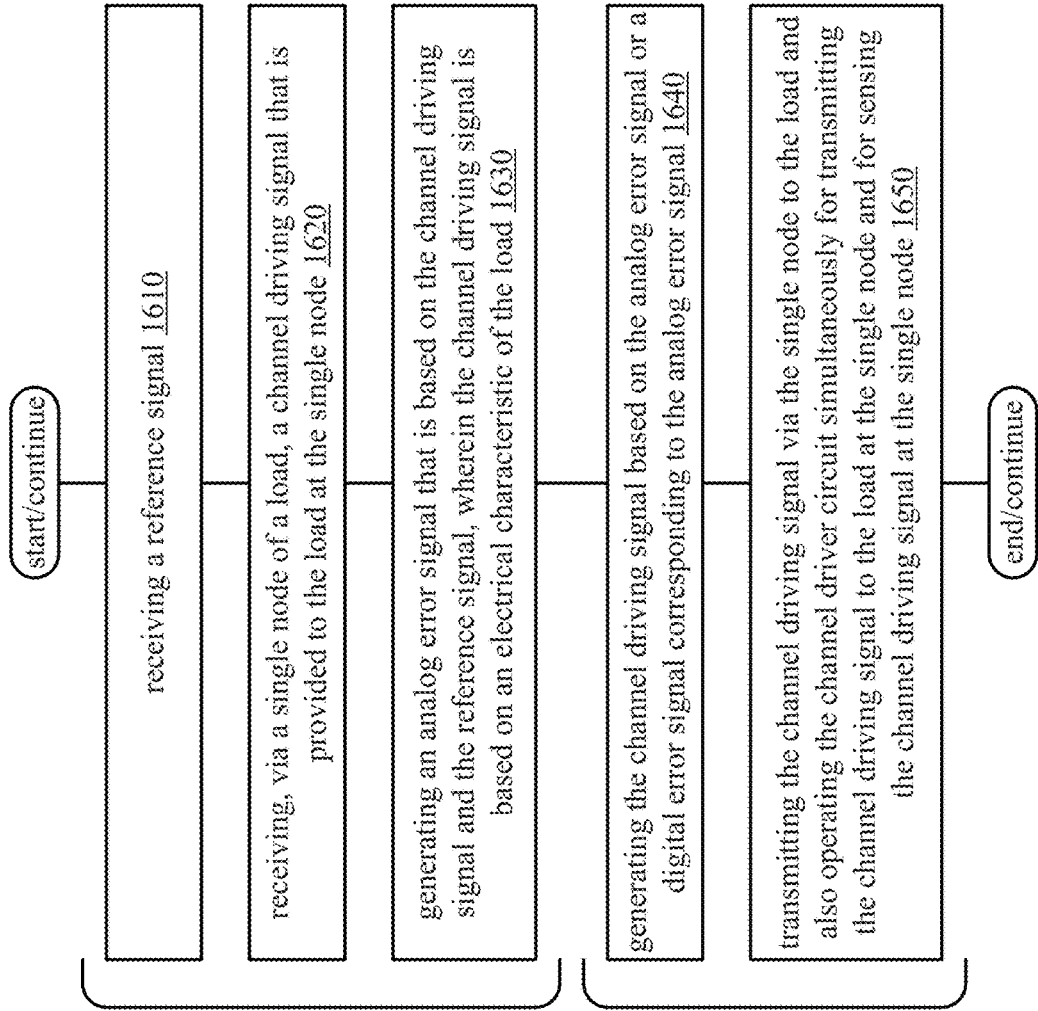 start/continue
receiving a reference signal 1610
receiving, via a single node of a load, a channel driving signal that is
provided to the load at the single node 1620
generating an analog error signal that is based on the channel driving
signal and the reference signal, wherein the channel driving signal is
based on an electrical characteristic of the load 1630
generating the channel driving signal based on the analog error signal or a
digital error signal corresponding to the analog error signal 1640
transmitting the channel driving signal via the single node to the load and
also operating the channel driver circuit simultaneously for transmitting
the channel driving signal to the load at the single node and for sensing
the channel driving signal at the single node 1650
end/continue